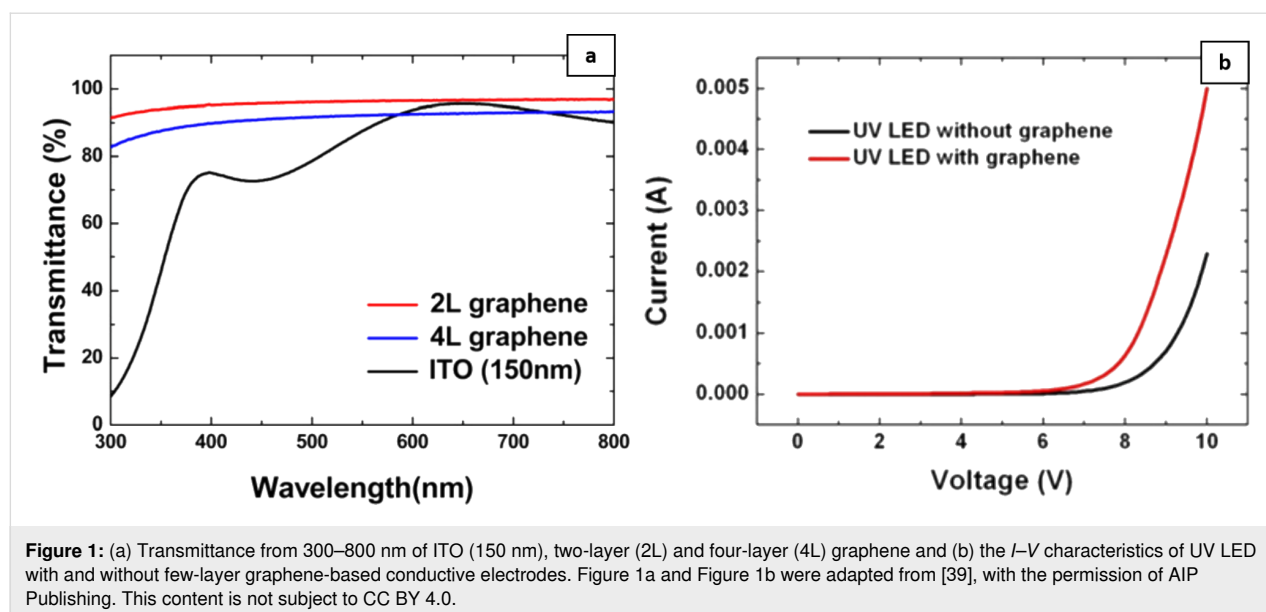 a
Transmittance (%)
100
80
60
40
20
0
300 400 500 600 700 800
2L graphene
4L graphene
ITO (150nm)
Wavelength(nm)
b
Current (A)
0.005
0.004
0.003
0.002
0.001
0.000
UV LED without graphene
UV LED with graphene
0 2 4 6 8 10
Voltage (V)
Figure 1: (a) Transmittance from 300–800 nm of ITO (150 nm), two-layer (2L) and four-layer (4L) graphene and (b) the I–V characteristics of UV LED
with and without few-layer graphene-based conductive electrodes. Figure 1a and Figure 1b were adapted from [39], with the permission of AIP
Publishing. This content is not subject to CC BY 4.0.